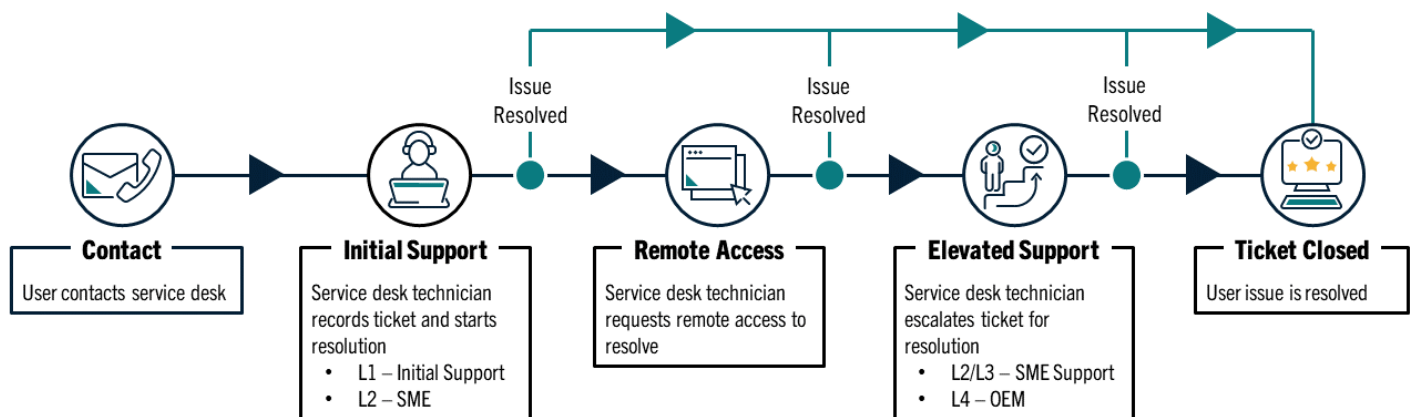 Issue
Resolved
Issue
Resolved
Issue
Resolved
Contact
User contacts service desk
Initial Support
Service desk technician
records ticket and starts
resolution
• L1 – Initial Support
• L2 – SME
Remote Access
Service desk technician
requests remote access to
resolve
Elevated Support
Service desk technician
escalates ticket for
resolution
• L2/L3 – SME Support
• L4 – OEM
Ticket Closed
User issue is resolved